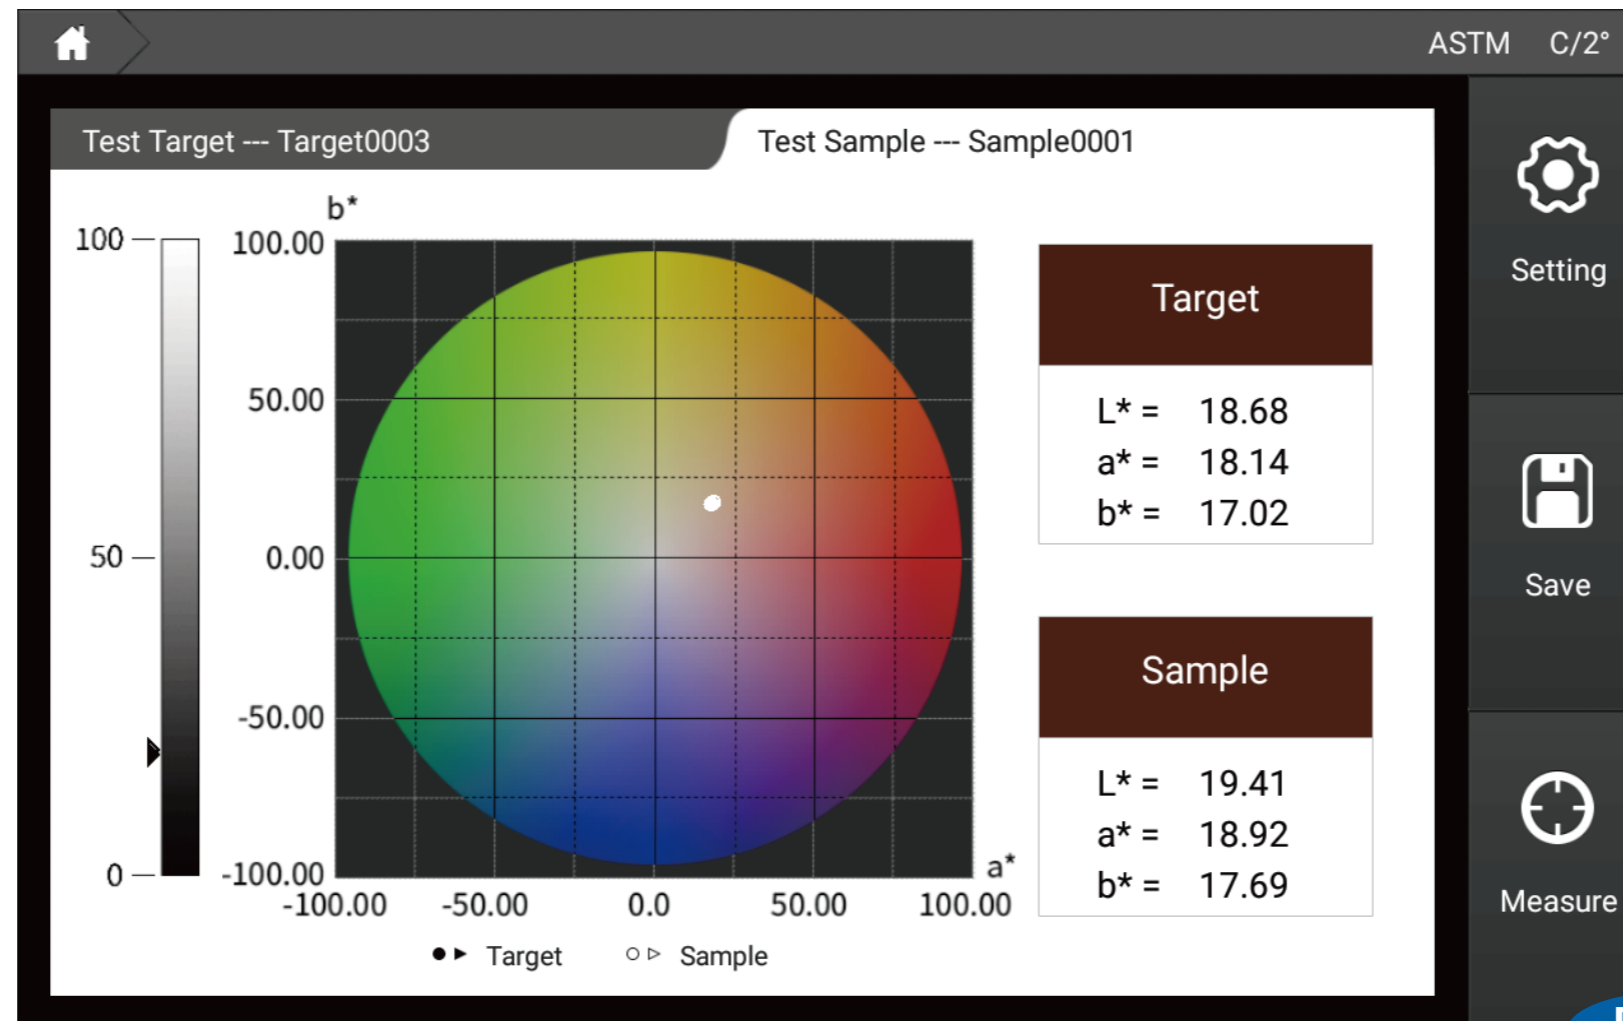 ASTM C/2°
Test Target --- Target0003
Test Sample --- Sample0001
b*
100
50
0
100.00
50.00
0.00
-50.00
-100.00
-100.00 -50.00 0.0 50.00 100.00
a*
Target
Sample
Target
L* = 18.68
a* = 18.14
b* = 17.02
Sample
L* = 19.41
a* = 18.92
b* = 17.69
Setting
Save
Measure